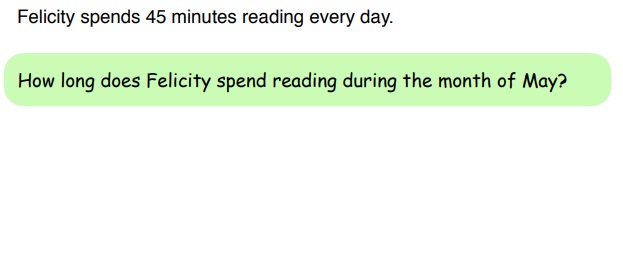 Felicity spends 45 minutes reading every day.
How long does Felicity spend reading during the month of May?